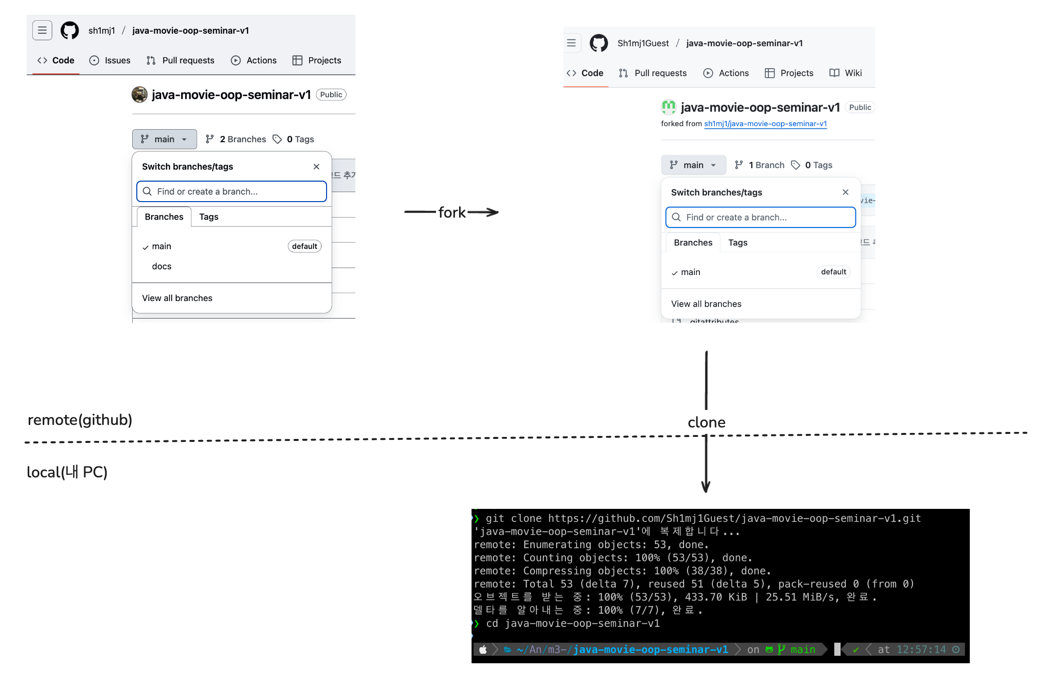 sh1mj1 / java-movie-oop-seminar-v1
Code Issues Pull requests Actions Projects
java-movie-oop-seminar-v1 Public
main 2 Branches 0 Tags
Switch branches/tags
Find or create a branch...
Branches Tags
main default
docs
View all branches
fork
Sh1mj1Guest / java-movie-oop-seminar-v1
Code Pull requests Actions Projects Wiki
java-movie-oop-seminar-v1 Public
forked from sh1mj1/java-movie-oop-seminar-v1
main 1 Branch 0 Tags
Switch branches/tags
Find or create a branch...
Branches Tags
main default
View all branches
remote(github)
clone
local(내 PC)
❯ git clone https://github.com/Sh1mj1Guest/java-movie-oop-seminar-v1.git
'java-movie-oop-seminar-v1'에 복제합니다...
remote: Enumerating objects: 53, done.
remote: Counting objects: 100% (53/53), done.
remote: Compressing objects: 100% (38/38), done.
remote: Total 53 (delta 7), reused 51 (delta 5), pack-reused 0 (from 0)
오브젝트를 받는 중: 100% (53/53), 433.70 KiB | 25.51 MiB/s, 완료.
델타를 알아내는 중: 100% (7/7), 완료.
❯ cd java-movie-oop-seminar-v1
~/An/m3-/java-movie-oop-seminar-v1 on main ✔ at 12:57:14